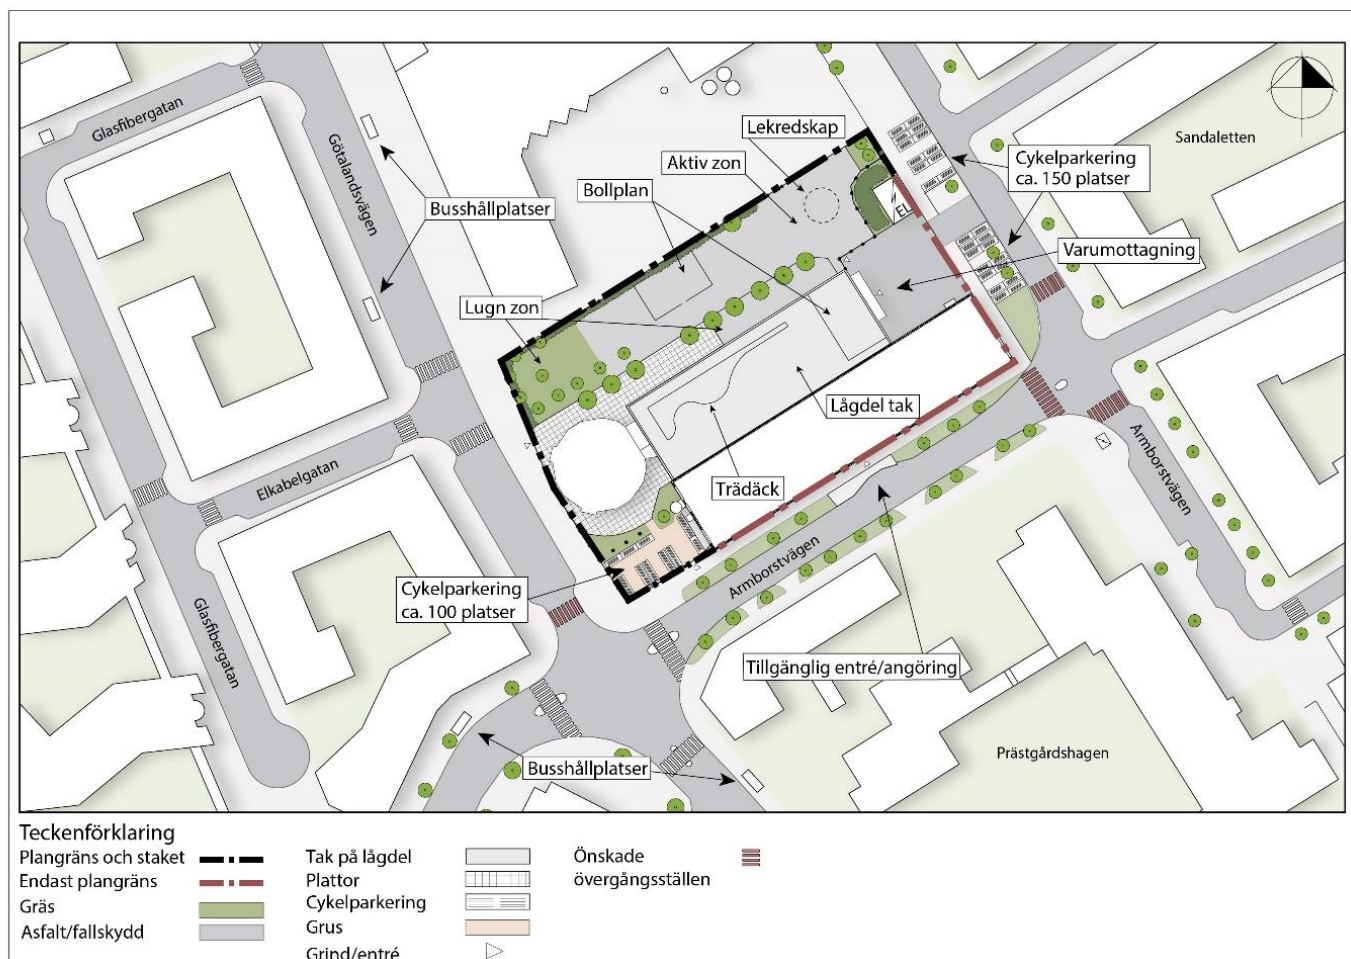 Glasfibergatan
Götalandsvägen
Busshållplatser
Lekredskap
Aktiv zon
Bollplan
Lugn zon
EL
Sandaletten
Cykelparkering
ca. 150 platser
Varumottagning
Lågdel tak
Trädäck
Elkabelgatan
Glasfibergatan
Cykelparkering
ca. 100 platser
Armborstvägen
Armborstvägen
Tillgänglig entré/angöring
Prästgårdshagen
Busshållplatser
Teckenförklaring
Plangräns och staket
Endast plangräns
Gräs
Asfalt/fallskydd
Tak på lågdel
Plattor
Cykelparkering
Grus
Grind/entré
Önskade
övergångsställen